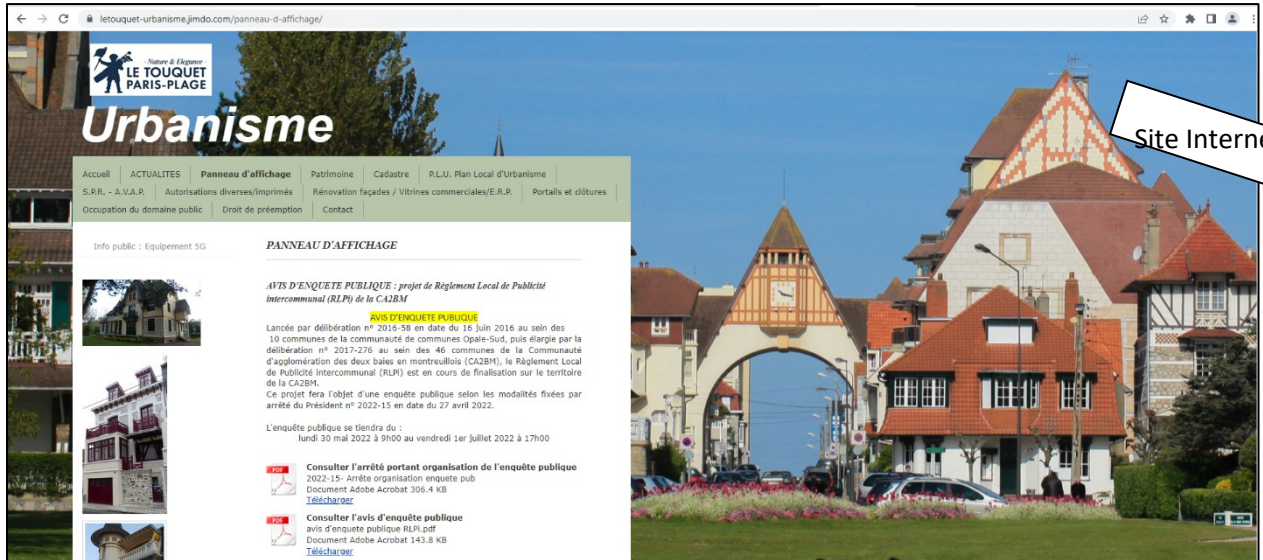 letouquet-urbanisme.jimdo.com/panneau-d-affichage/
Nature & Elegance
LE TOUQUET
PARIS-PLAGE
Urbanisme
Site Interne
Accueil ACTUALITES Panneau d'affichage Patrimoine Cadastre P.L.U. Plan Local d'Urbanisme
S.P.R. - A.V.A.P. Autorisations diverses/imprimés Rénovation façades / Vitrines commerciales/E.R.P. Portails et clôtures
Occupation du domaine public Droit de préemption Contact
Info public : Equipement 5G
PANNEAU D'AFFICHAGE
AVIS D'ENQUETE PUBLIQUE : projet de Règlement Local de Publicité
intercommunal (RLPi) de la CA2BM
AVIS D'ENQUETE PUBLIQUE
Lancée par délibération n° 2016-58 en date du 16 juin 2016 au sein des
10 communes de la communauté de communes Opale-Sud, puis élargie par la
délibération n° 2017-276 au sein des 46 communes de la Communauté
d'agglomération des deux baies en montreuillois (CA2BM), le Règlement Local
de Publicité intercommunal (RLPi) est en cours de finalisation sur le territoire
de la CA2BM.
Ce projet fera l'objet d'une enquête publique selon les modalités fixées par
arrêté du Président n° 2022-15 en date du 27 avril 2022.
L'enquête publique se tiendra du :
lundi 30 mai 2022 à 9h00 au vendredi 1er juillet 2022 à 17h00
PDF
Consulter l'arrêté portant organisation de l'enquête publique
2022-15- Arrête organisation enquete pub
Document Adobe Acrobat 306.4 KB
Télécharger
PDF
Consulter l'avis d'enquête publique
avis d'enquete publique RLPi.pdf
Document Adobe Acrobat 143.8 KB
Télécharger